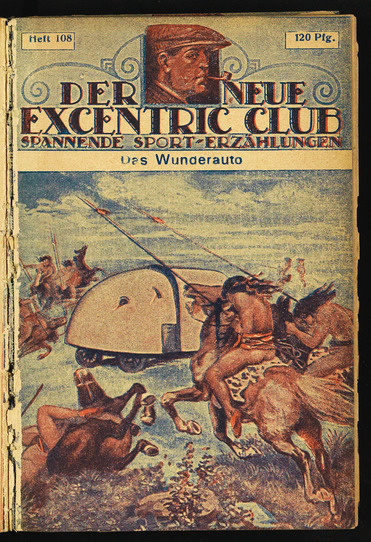 Heft 108
120 Pfg.
DER NEUE
EXCENTRIC CLUB
SPANNENDE SPORT-ERZÄHLUNGEN
Das Wunderauto